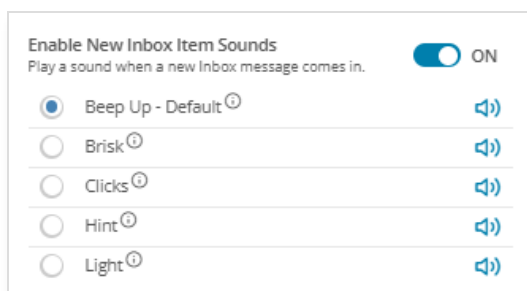 Enable New Inbox Item Sounds
ON
Play a sound when a new Inbox message comes in.
Beep Up - Default
Brisk
Clicks
Hint
Light